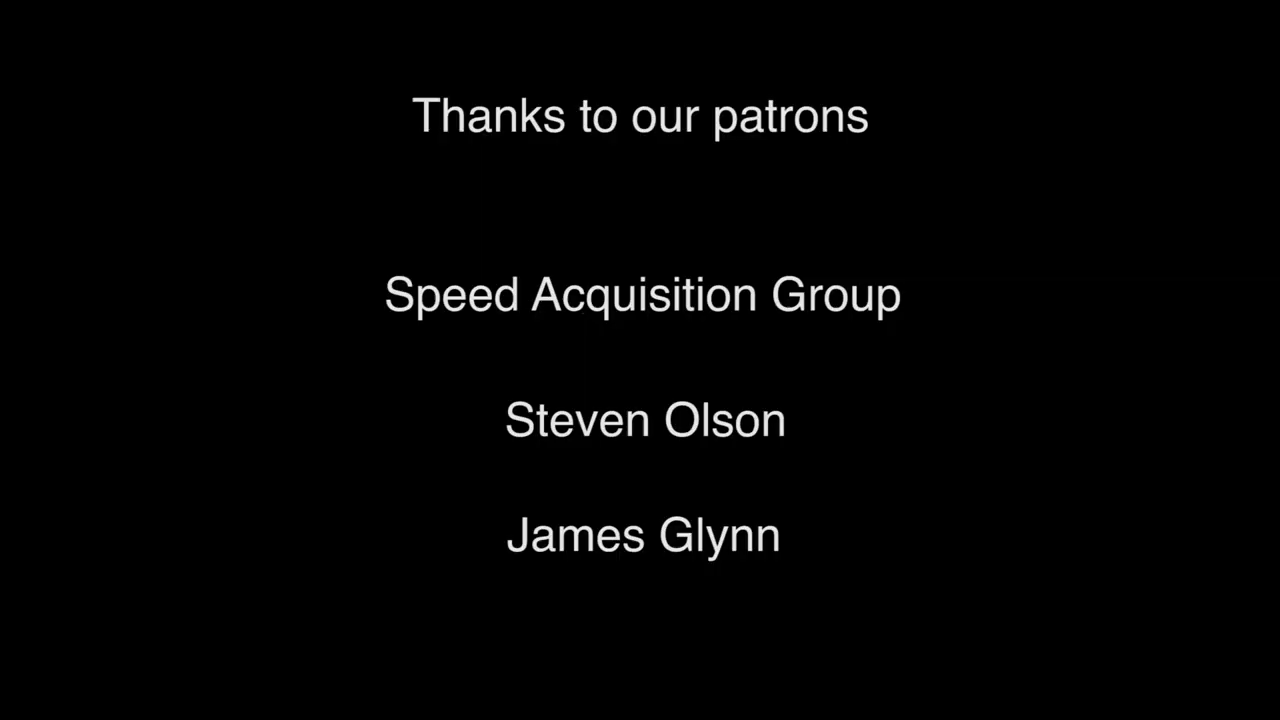 Thanks to our patrons
Speed Acquisition Group
Steven Olson
James Glynn